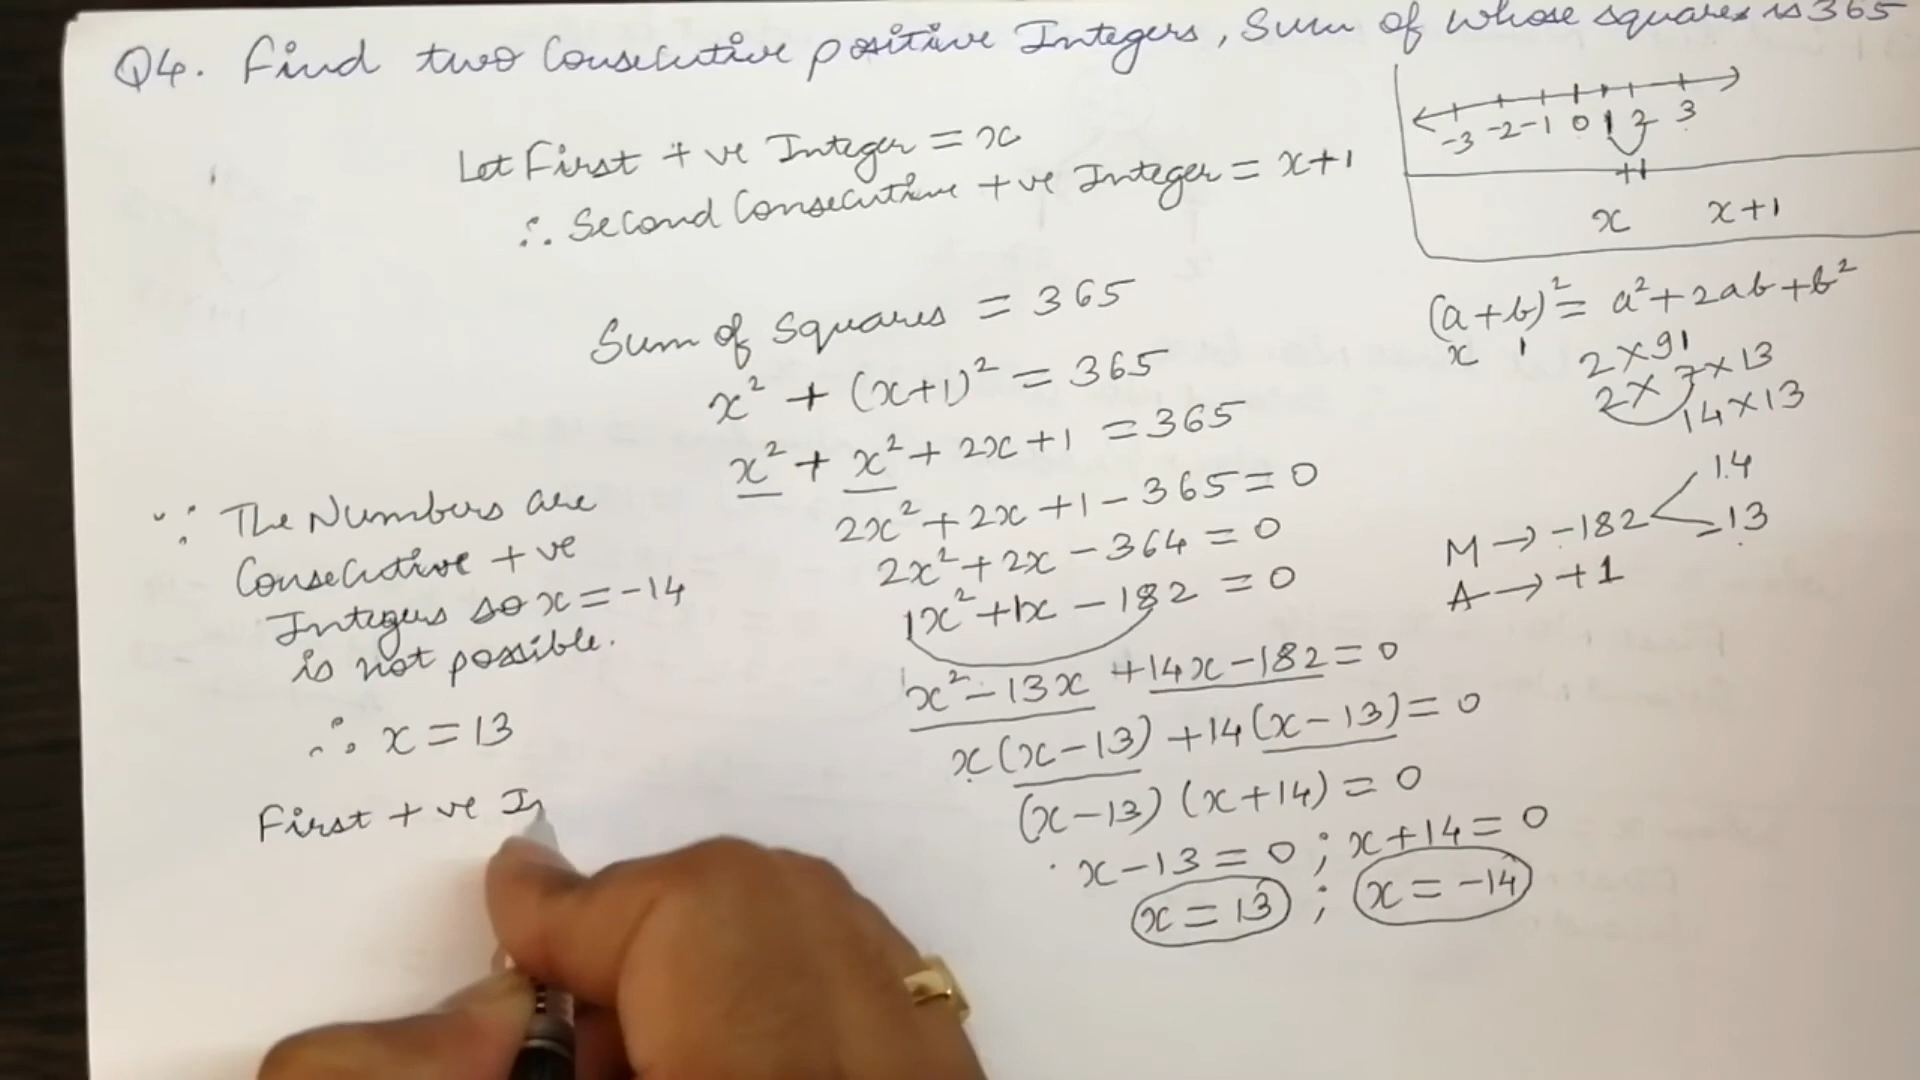 Q4. Find two Consecutive positive Integers, Sum of whose squares is 365
Let First +ve Integer = x
∴ Second Consecutive +ve Integer = x+1
Sum of squares = 365
x² + (x+1)² = 365
x² + x² + 2x+1 = 365
2x² + 2x +1 - 365 = 0
2x² + 2x - 364 = 0
1x² + 1x - 182 = 0
x² - 13x + 14x - 182 = 0
x(x-13) + 14(x-13) = 0
(x-13) (x+14) = 0
x-13 = 0 ; x+14 = 0
x = 13 ; x = -14
∵ The Numbers are
Consecutive +ve
Integers so x = -14
is not possible.
∴ x = 13
First +ve In
-3 -2 -1 0 1 2 3
+1
x x+1
(a+b)² = a² + 2ab + b²
x 1
2×91
2×7×13
14×13
M → -182
14
-13
A → +1